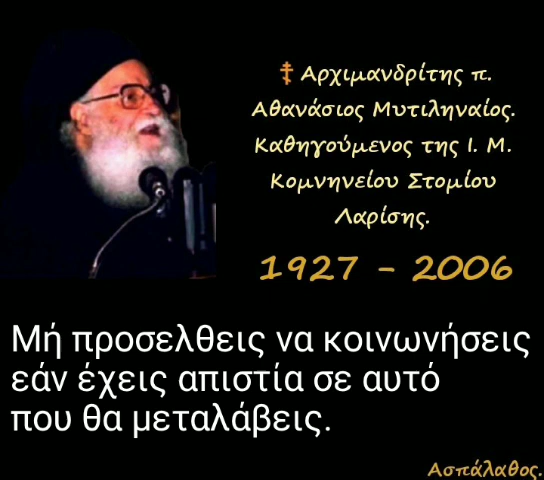 ☦ Αρχιμανδρίτης π.
Αθανάσιος Μυτιληναίος.
Καθηγούμενος της Ι. Μ.
Κομνηνείου Στομίου
Λαρίσης.
1927 - 2006
Μή προσελθεις να κοινωνήσεις
εάν έχεις απιστία σε αυτό
που θα μεταλάβεις.
Ασπάλαθος.